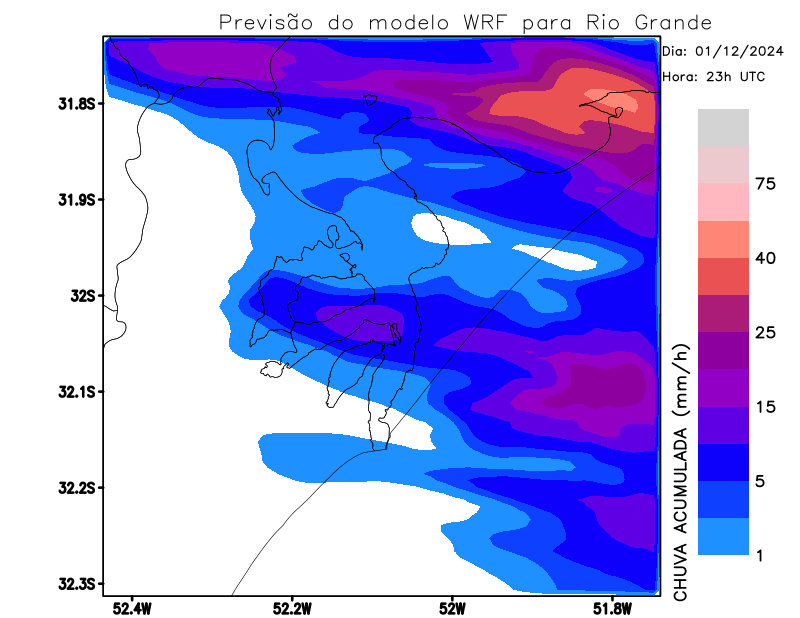 Previsão do modelo WRF para Rio Grande
Dia: 01/12/2024
Hora: 23h UTC
31.8S
31.9S
32S
32.1S
32.2S
32.3S
52.4W
52.2W
52W
51.8W
75
40
25
15
5
1
CHUVA ACUMULADA (mm/h)